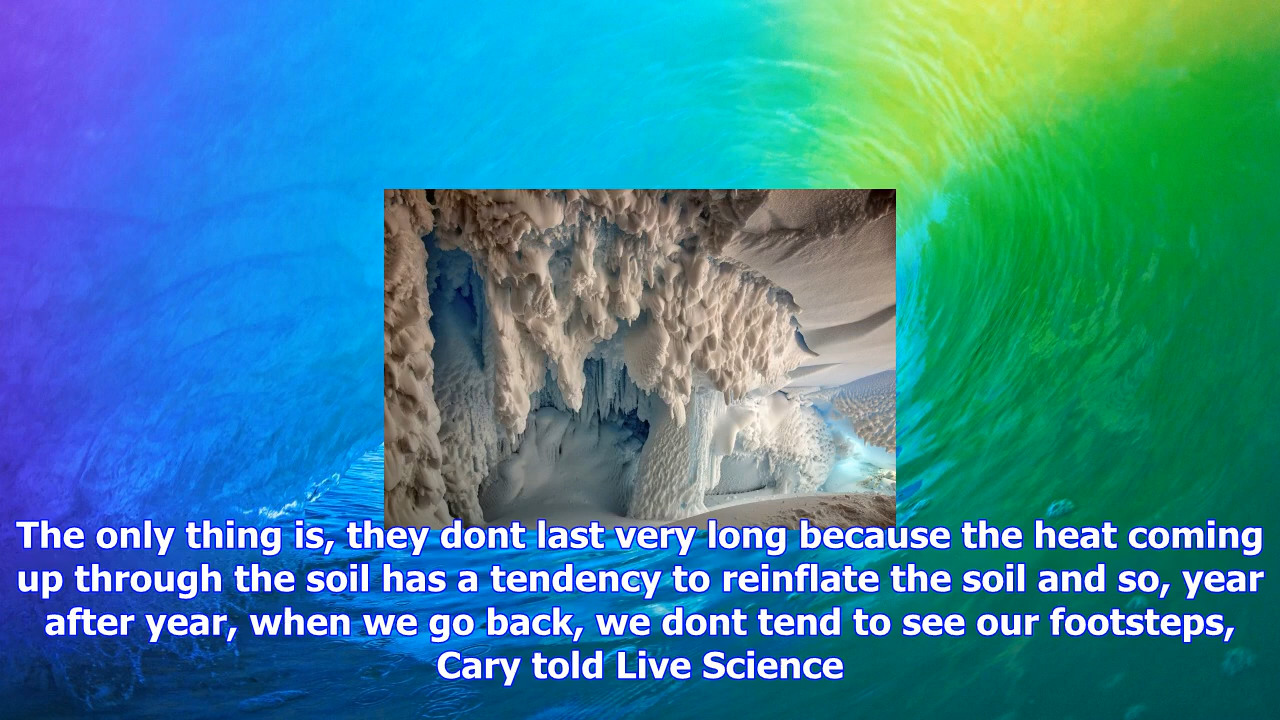 The only thing is, they dont last very long because the heat coming
up through the soil has a tendency to reinflate the soil and so, year
after year, when we go back, we dont tend to see our footsteps,
Cary told Live Science